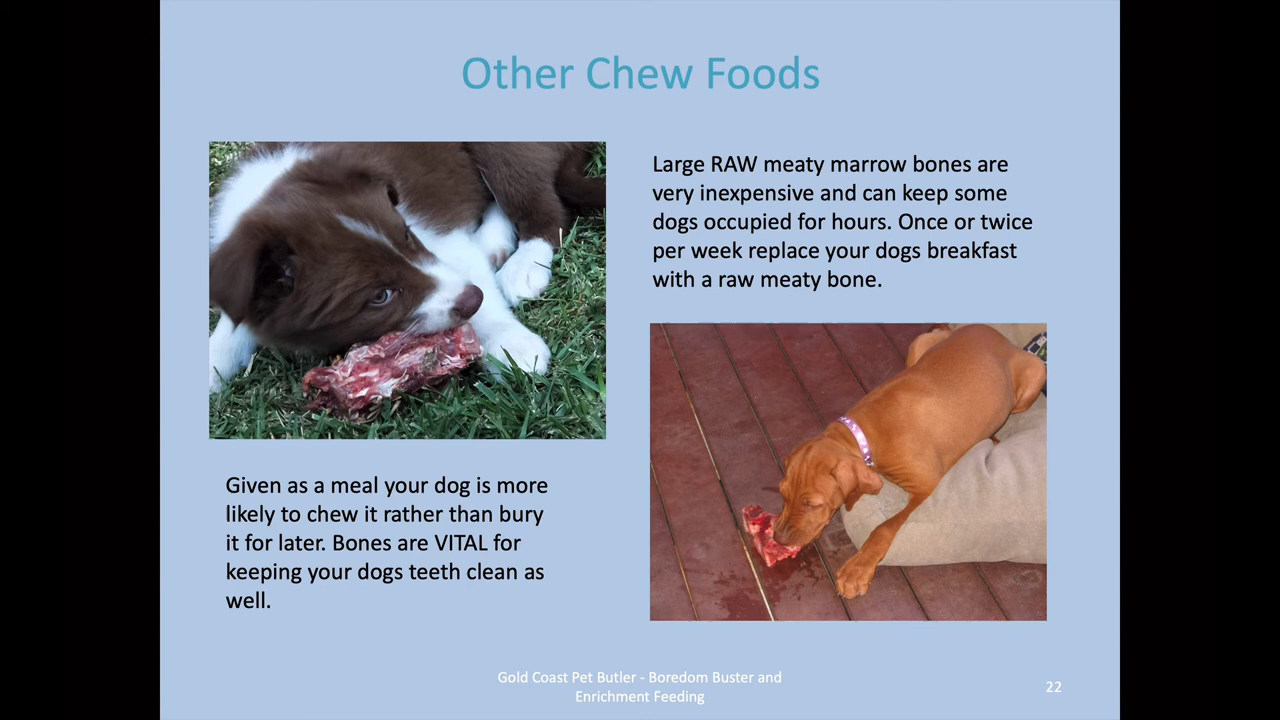 Other Chew Foods
Large RAW meaty marrow bones are
very inexpensive and can keep some
dogs occupied for hours. Once or twice
per week replace your dogs breakfast
with a raw meaty bone.
Given as a meal your dog is more
likely to chew it rather than bury
it for later. Bones are VITAL for
keeping your dogs teeth clean as
well.
Gold Coast Pet Butler - Boredom Buster and
Enrichment Feeding
22